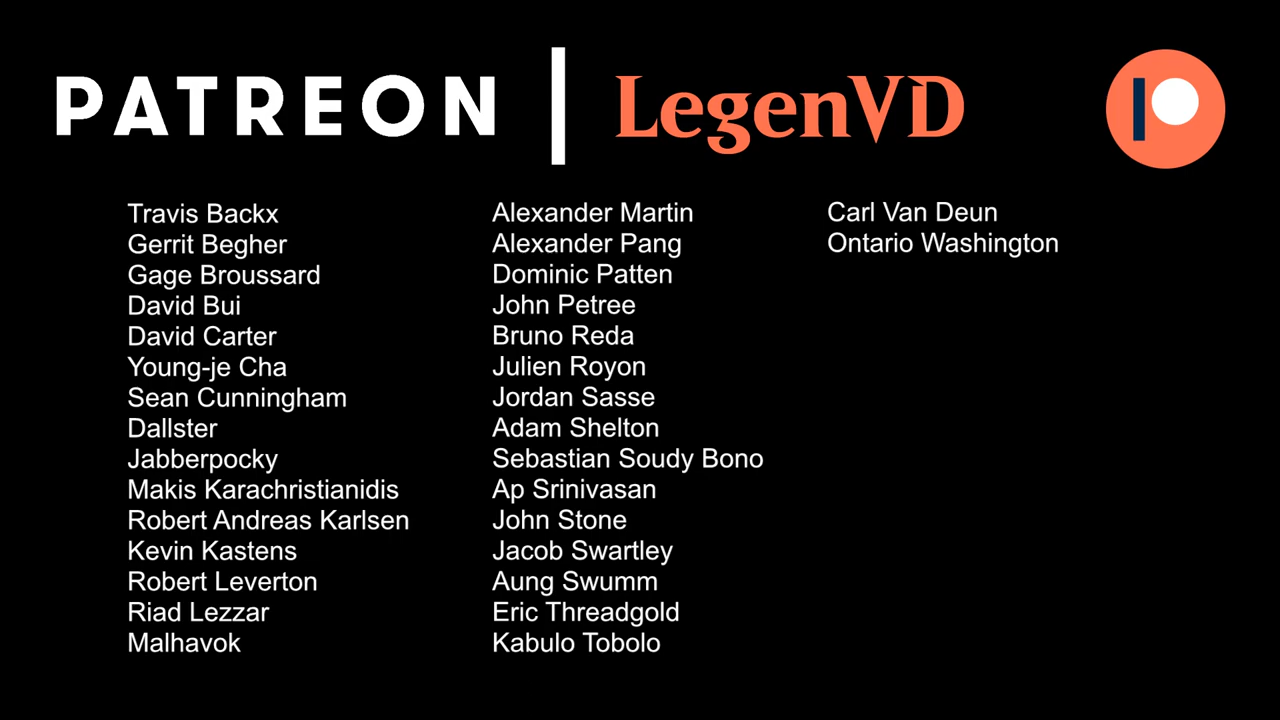 PATREON | LegenVD
Travis Backx
Gerrit Begher
Gage Broussard
David Bui
David Carter
Young-je Cha
Sean Cunningham
Dallster
Jabberpocky
Makis Karachristianidis
Robert Andreas Karlsen
Kevin Kastens
Robert Leverton
Riad Lezzar
Malhavok
Alexander Martin
Alexander Pang
Dominic Patten
John Petree
Bruno Reda
Julien Royon
Jordan Sasse
Adam Shelton
Sebastian Soudy Bono
Ap Srinivasan
John Stone
Jacob Swartley
Aung Swumm
Eric Threadgold
Kabulo Tobolo
Carl Van Deun
Ontario Washington